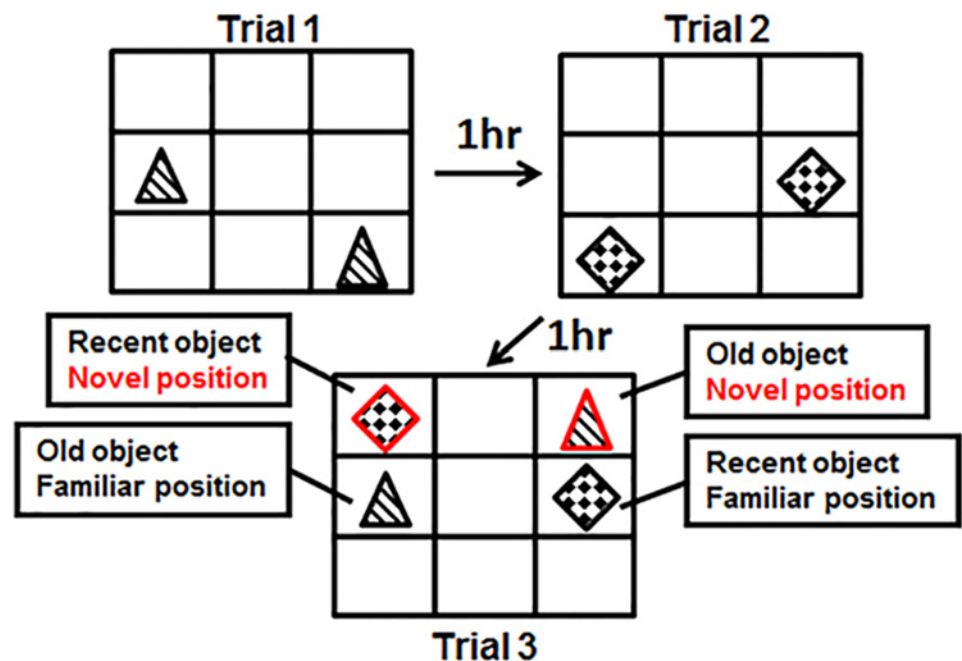 Trial 1
Trial 2
1hr
1hr
Recent object
Novel position
Old object
Novel position
Old object
Familiar position
Recent object
Familiar position
Trial 3